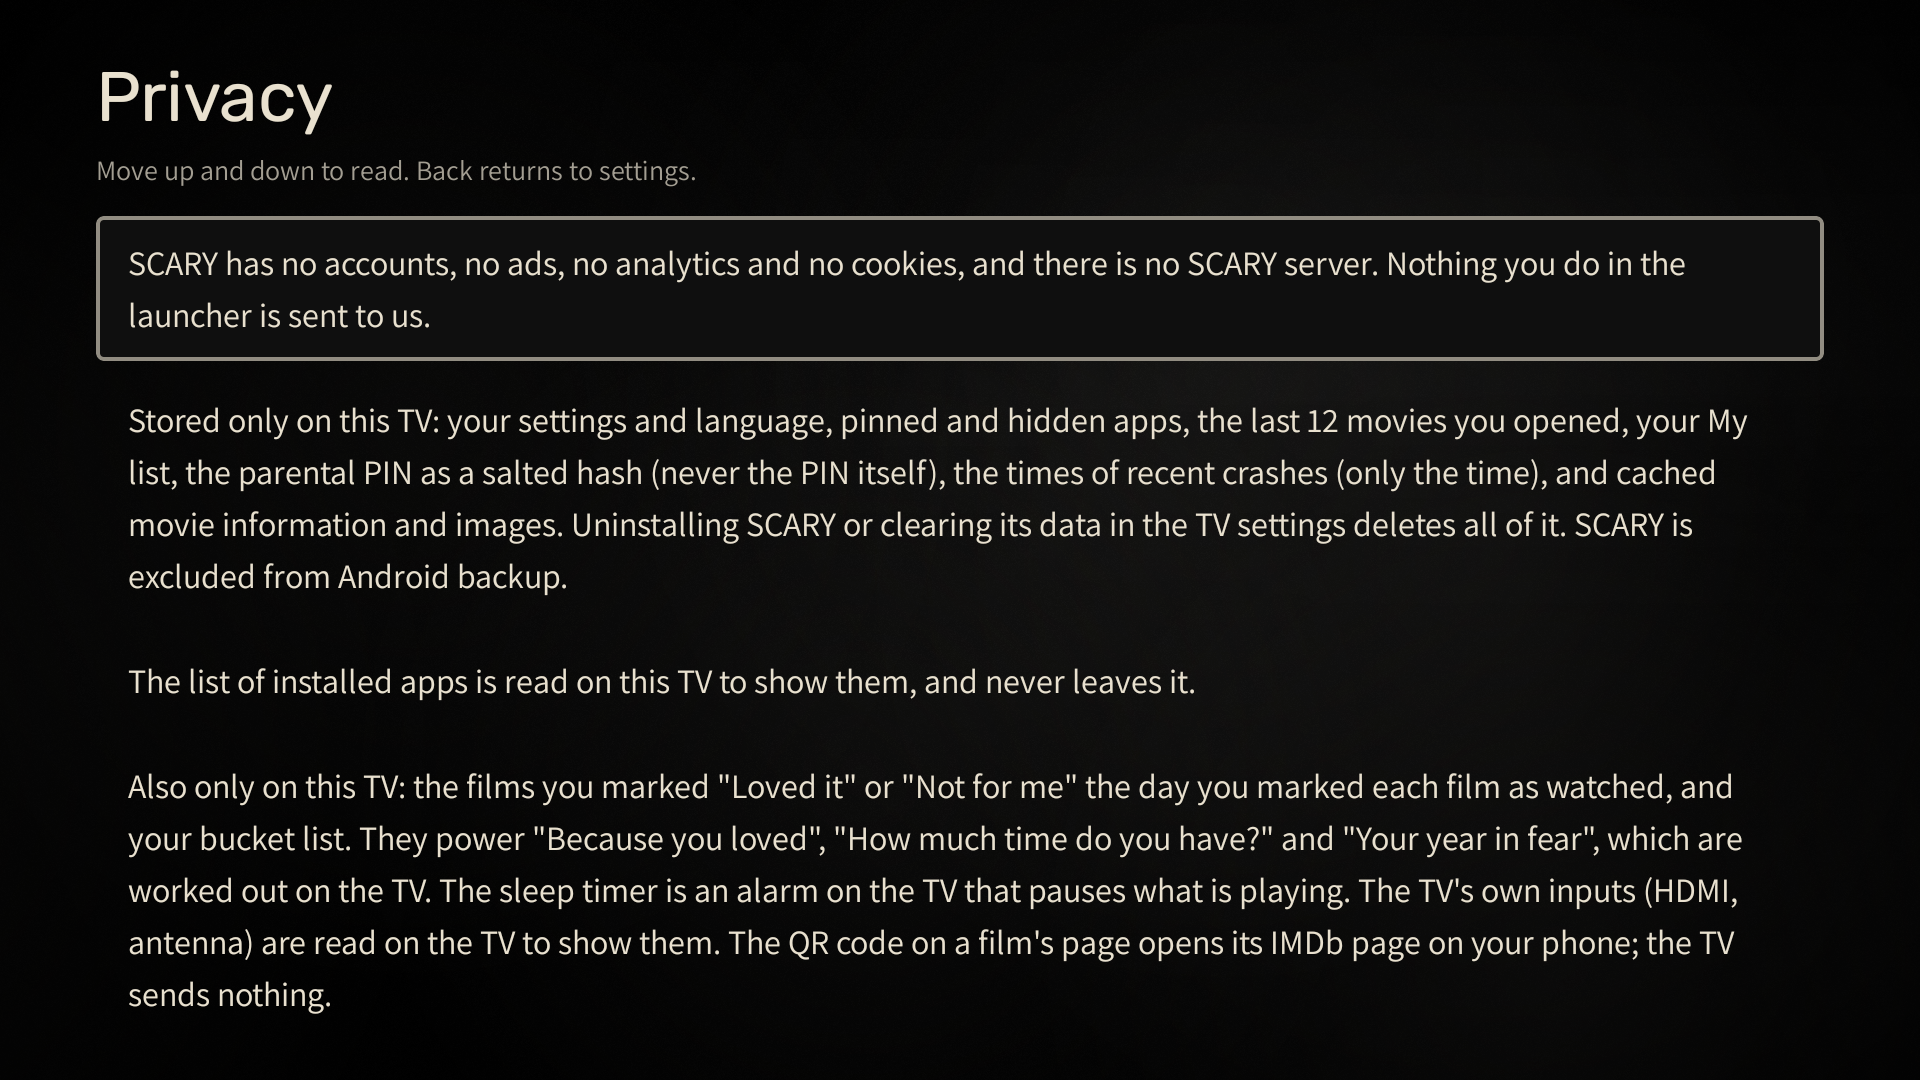 Privacy
Move up and down to read. Back returns to settings.
SCARY has no accounts, no ads, no analytics and no cookies, and there is no SCARY server. Nothing you do in the
launcher is sent to us.
Stored only on this TV: your settings and language, pinned and hidden apps, the last 12 movies you opened, your My
list, the parental PIN as a salted hash (never the PIN itself), the times of recent crashes (only the time), and cached
movie information and images. Uninstalling SCARY or clearing its data in the TV settings deletes all of it. SCARY is
excluded from Android backup.
The list of installed apps is read on this TV to show them, and never leaves it.
Also only on this TV: the films you marked "Loved it" or "Not for me" the day you marked each film as watched, and
your bucket list. They power "Because you loved", "How much time do you have?" and "Your year in fear", which are
worked out on the TV. The sleep timer is an alarm on the TV that pauses what is playing. The TV's own inputs (HDMI,
antenna) are read on the TV to show them. The QR code on a film's page opens its IMDb page on your phone; the TV
sends nothing.